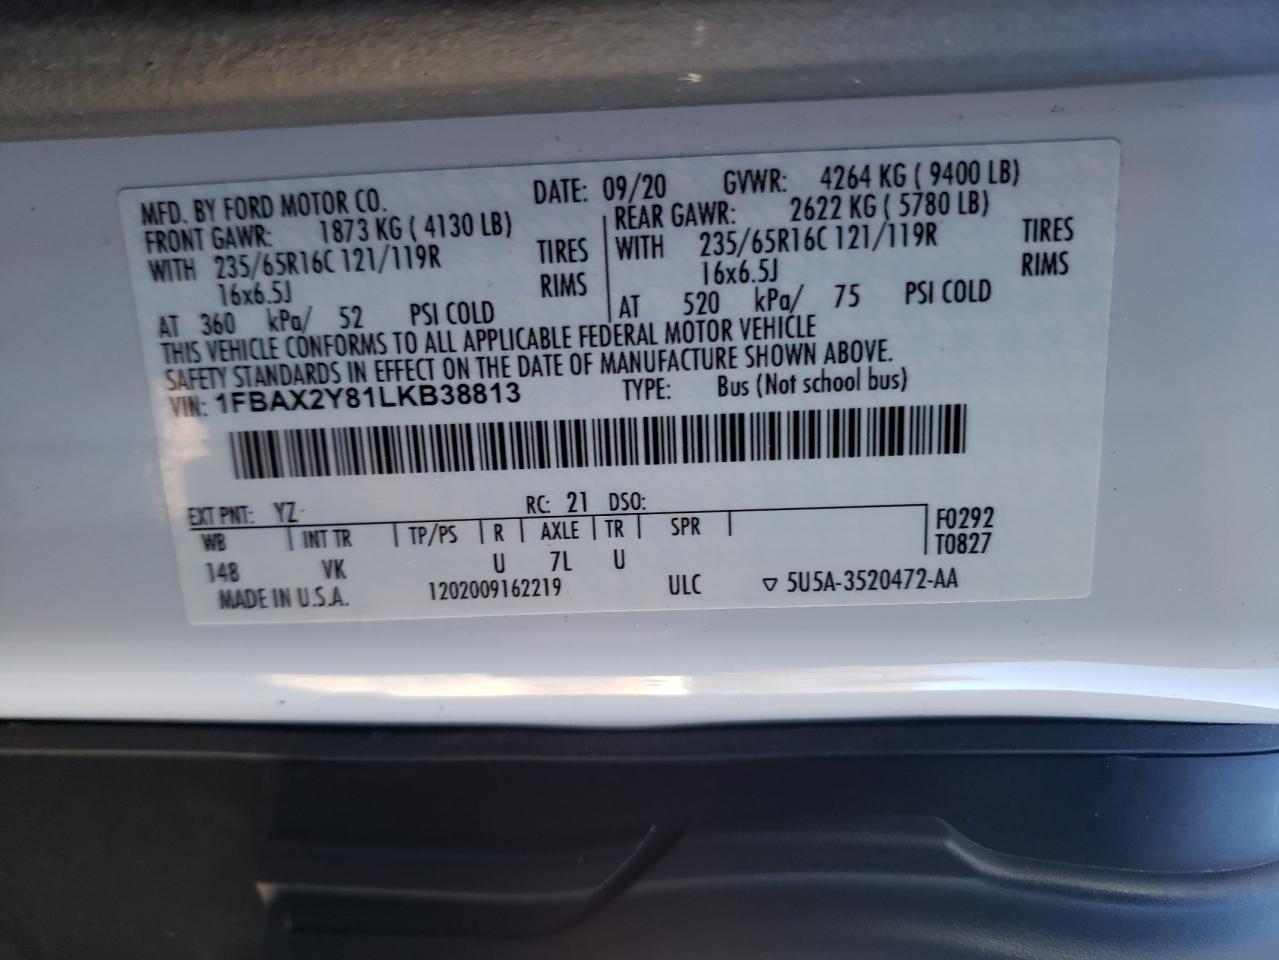 MFD. BY FORD MOTOR CO. DATE: 09/20 GVWR: 4264 KG ( 9400 LB)
FRONT GAWR: 1873 KG ( 4130 LB) REAR GAWR: 2622 KG ( 5780 LB)
WITH 235/65R16C 121/119R TIRES WITH 235/65R16C 121/119R TIRES
16x6.5J RIMS 16x6.5J RIMS
AT 360 kPa/ 52 PSI COLD AT 520 kPa/ 75 PSI COLD
THIS VEHICLE CONFORMS TO ALL APPLICABLE FEDERAL MOTOR VEHICLE
SAFETY STANDARDS IN EFFECT ON THE DATE OF MANUFACTURE SHOWN ABOVE.
VIN: 1FBAX2Y81LKB38813 TYPE: Bus (Not school bus)
EXT PNT: YZ RC: 21 DSO:
WB INT TR TP/PS R AXLE TR SPR F0292
148 VK U 7L U T0827
MADE IN U.S.A. 1202009162219 ULC ▽ 5U5A-3520472-AA